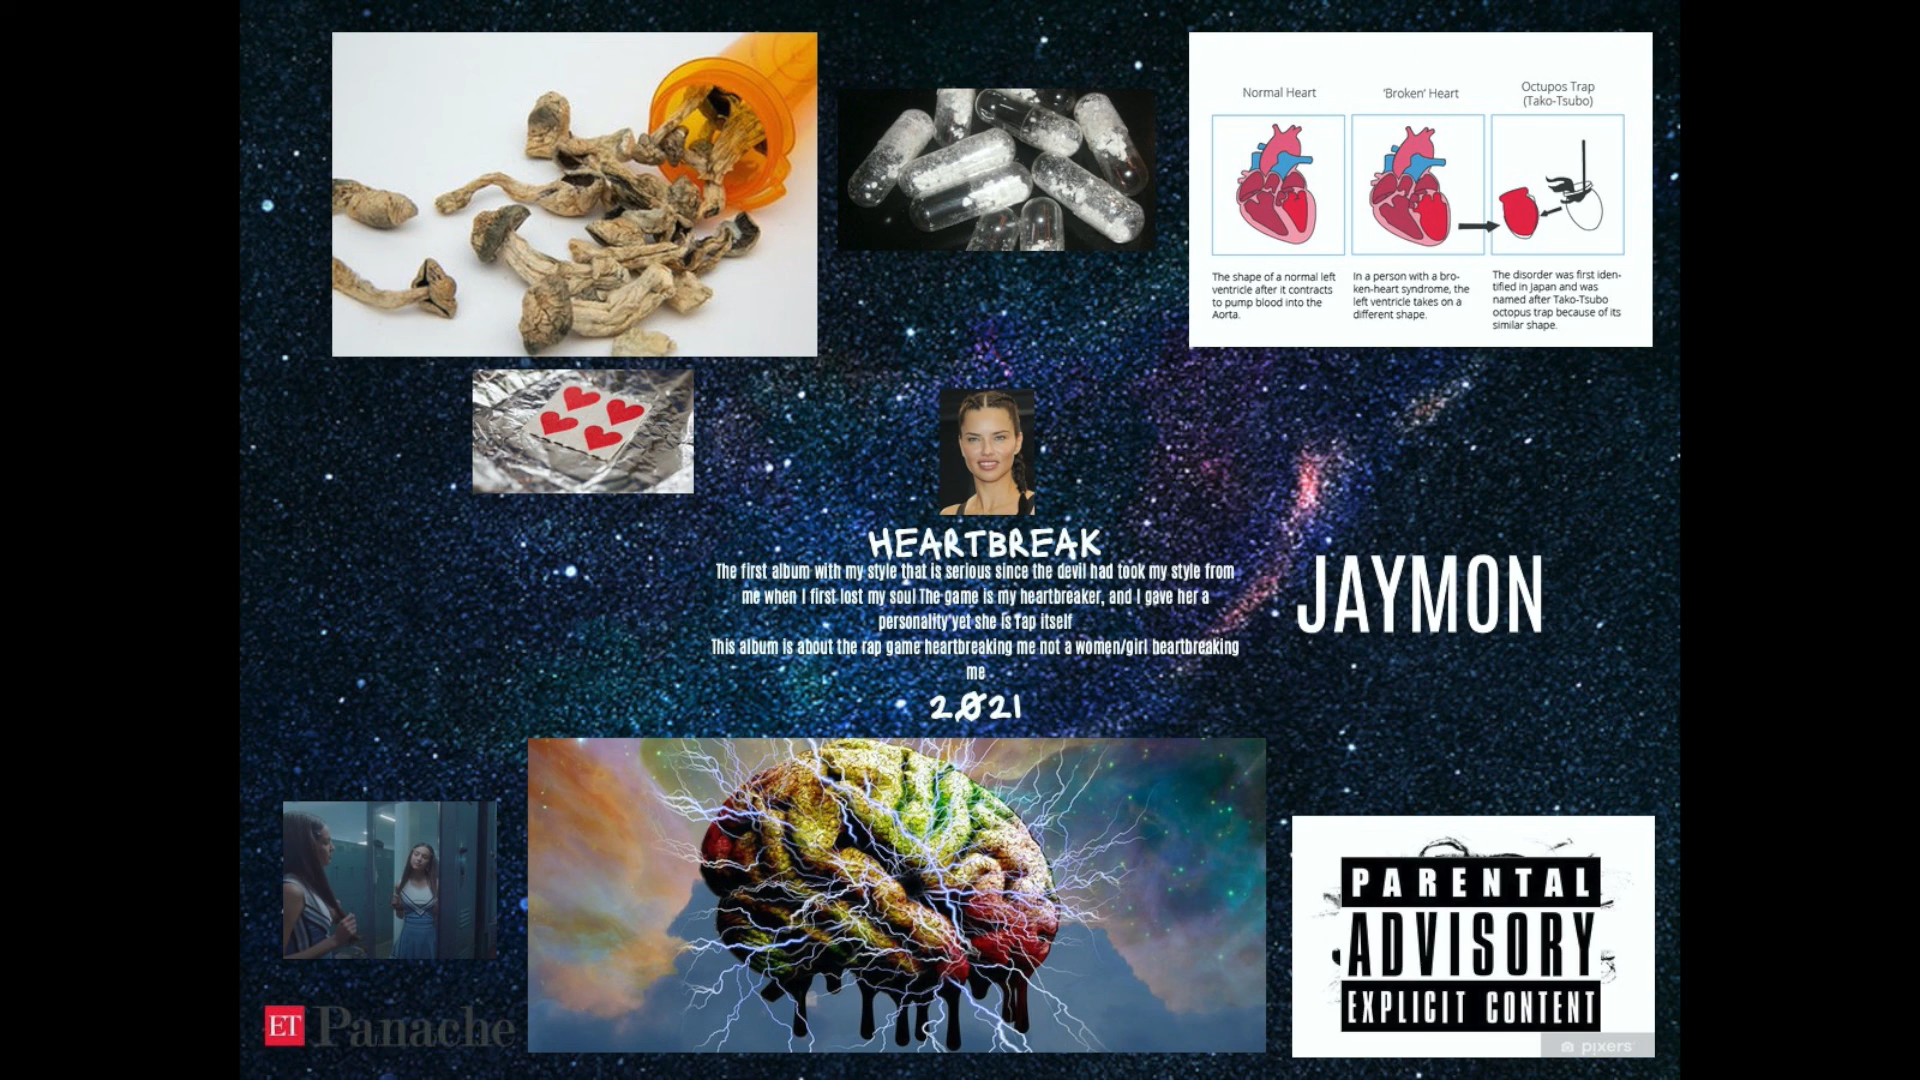 Normal Heart
'Broken' Heart
Octupos Trap
(Tako-Tsubo)
The shape of a normal left
ventricle after it contracts
to pump blood into the
Aorta.
In a person with a bro-
ken-heart syndrome, the
left ventricle takes on a
different shape.
The disorder was first iden-
tified in Japan and was
named after Tako-Tsubo
octopus trap because of its
similar shape.
HEARTBREAK
The first album with my style that is serious since the devil had took my style from
me when I first lost my soul The game is my heartbreaker, and I gave her a
personality yet she is rap itself
This album is about the rap game heartbreaking me not a women/girl heartbreaking
me
2021
JAYMON
ET Panache
PARENTAL
ADVISORY
EXPLICIT CONTENT
pixers